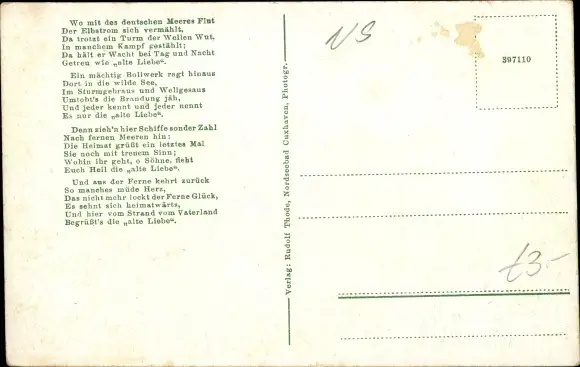 Wo mit des deutschen Meeres Flut
Der Elbstrom sich vermählt,
Da trotzt ein Turm der Wellen Wut,
In manchem Kampf gestählt;
Da hält er Wacht bei Tag und Nacht
Getreu wie „alte Liebe“.
Ein mächtig Bollwerk ragt hinaus
Dort in die wilde See,
Im Sturmgebraus und Wellgesaus
Umtobt's die Brandung jäh,
Und jeder kennt und jeder nennt
Es nur die „alte Liebe“.
Denn zieh'n hier Schiffe sonder Zahl
Nach fernen Meeren hin:
Die Heimat grüßt ein letztes Mal
Sie noch mit treuem Sinn;
Wohin ihr geht, o Söhne, fleht
Euch Heil die „alte Liebe“.
Und aus der Ferne kehrt zurück
So manches müde Herz,
Das nicht mehr lockt der Ferne Glück,
Es sehnt sich heimatwärts,
Und hier vom Strand vom Vaterland
Begrüßt's die „alte Liebe“.
Verlag: Rudolf Thode, Nordseebad Cuxhaven, Photogr.
NS
397110
£3-